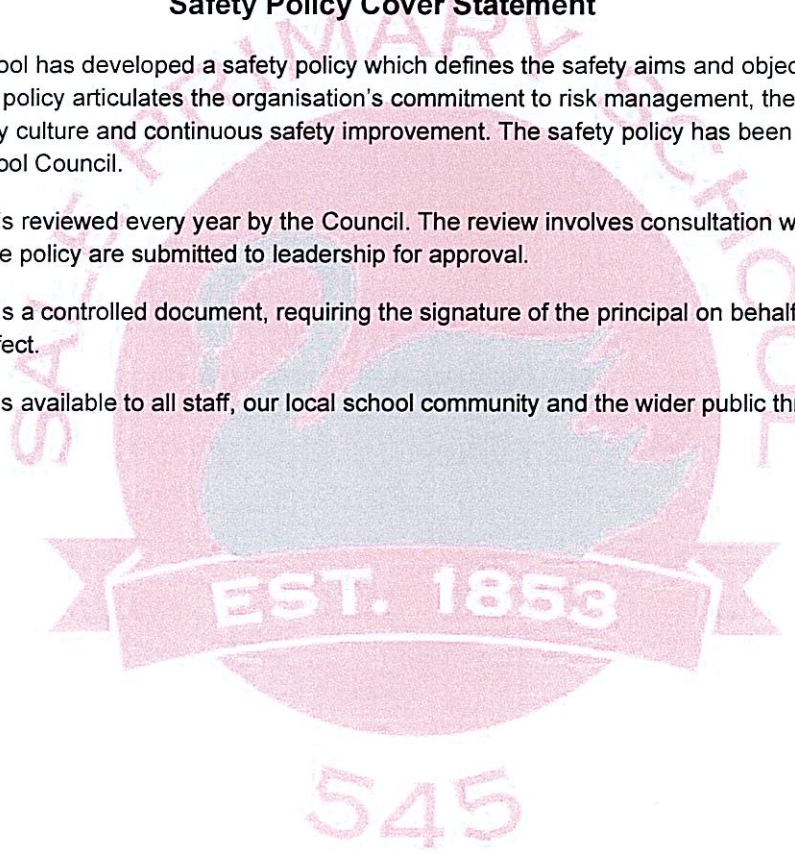 Safety Policy Cover Statement
ool has developed a safety policy which defines the safety aims and objec
policy articulates the organisation's commitment to risk management, the
y culture and continuous safety improvement. The safety policy has been
ool Council.
s reviewed every year by the Council. The review involves consultation w
e policy are submitted to leadership for approval.
s a controlled document, requiring the signature of the principal on behalf
fect.
s available to all staff, our local school community and the wider public thr
SALE PRIMARY SCHOOL
EST. 1853
545